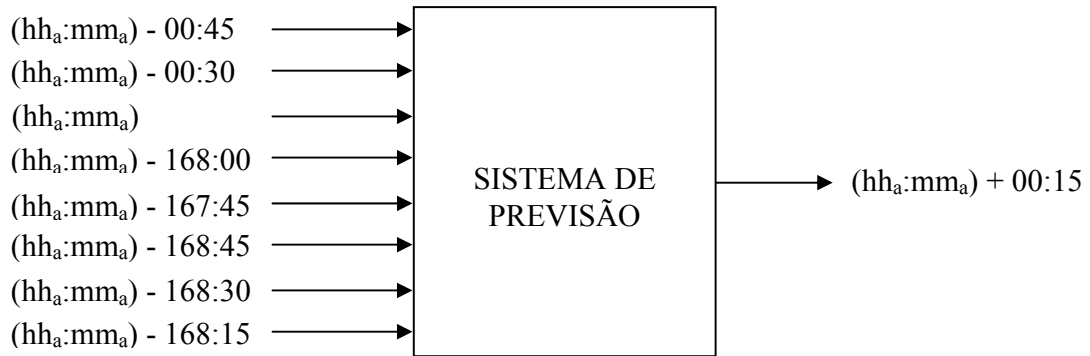 (hhₐ:mmₐ) - 00:45
(hhₐ:mmₐ) - 00:30
(hhₐ:mmₐ)
(hhₐ:mmₐ) - 168:00
(hhₐ:mmₐ) - 167:45
(hhₐ:mmₐ) - 168:45
(hhₐ:mmₐ) - 168:30
(hhₐ:mmₐ) - 168:15
SISTEMA DE
PREVISÃO
(hhₐ:mmₐ) + 00:15